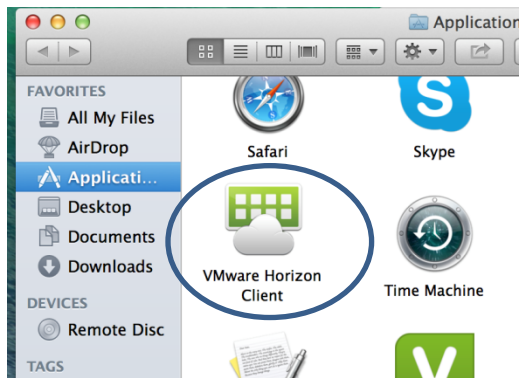 Application
FAVORITES
All My Files
AirDrop
Applicati...
Desktop
Documents
Downloads
DEVICES
Remote Disc
TAGS
Safari
Skype
VMware Horizon
Client
Time Machine